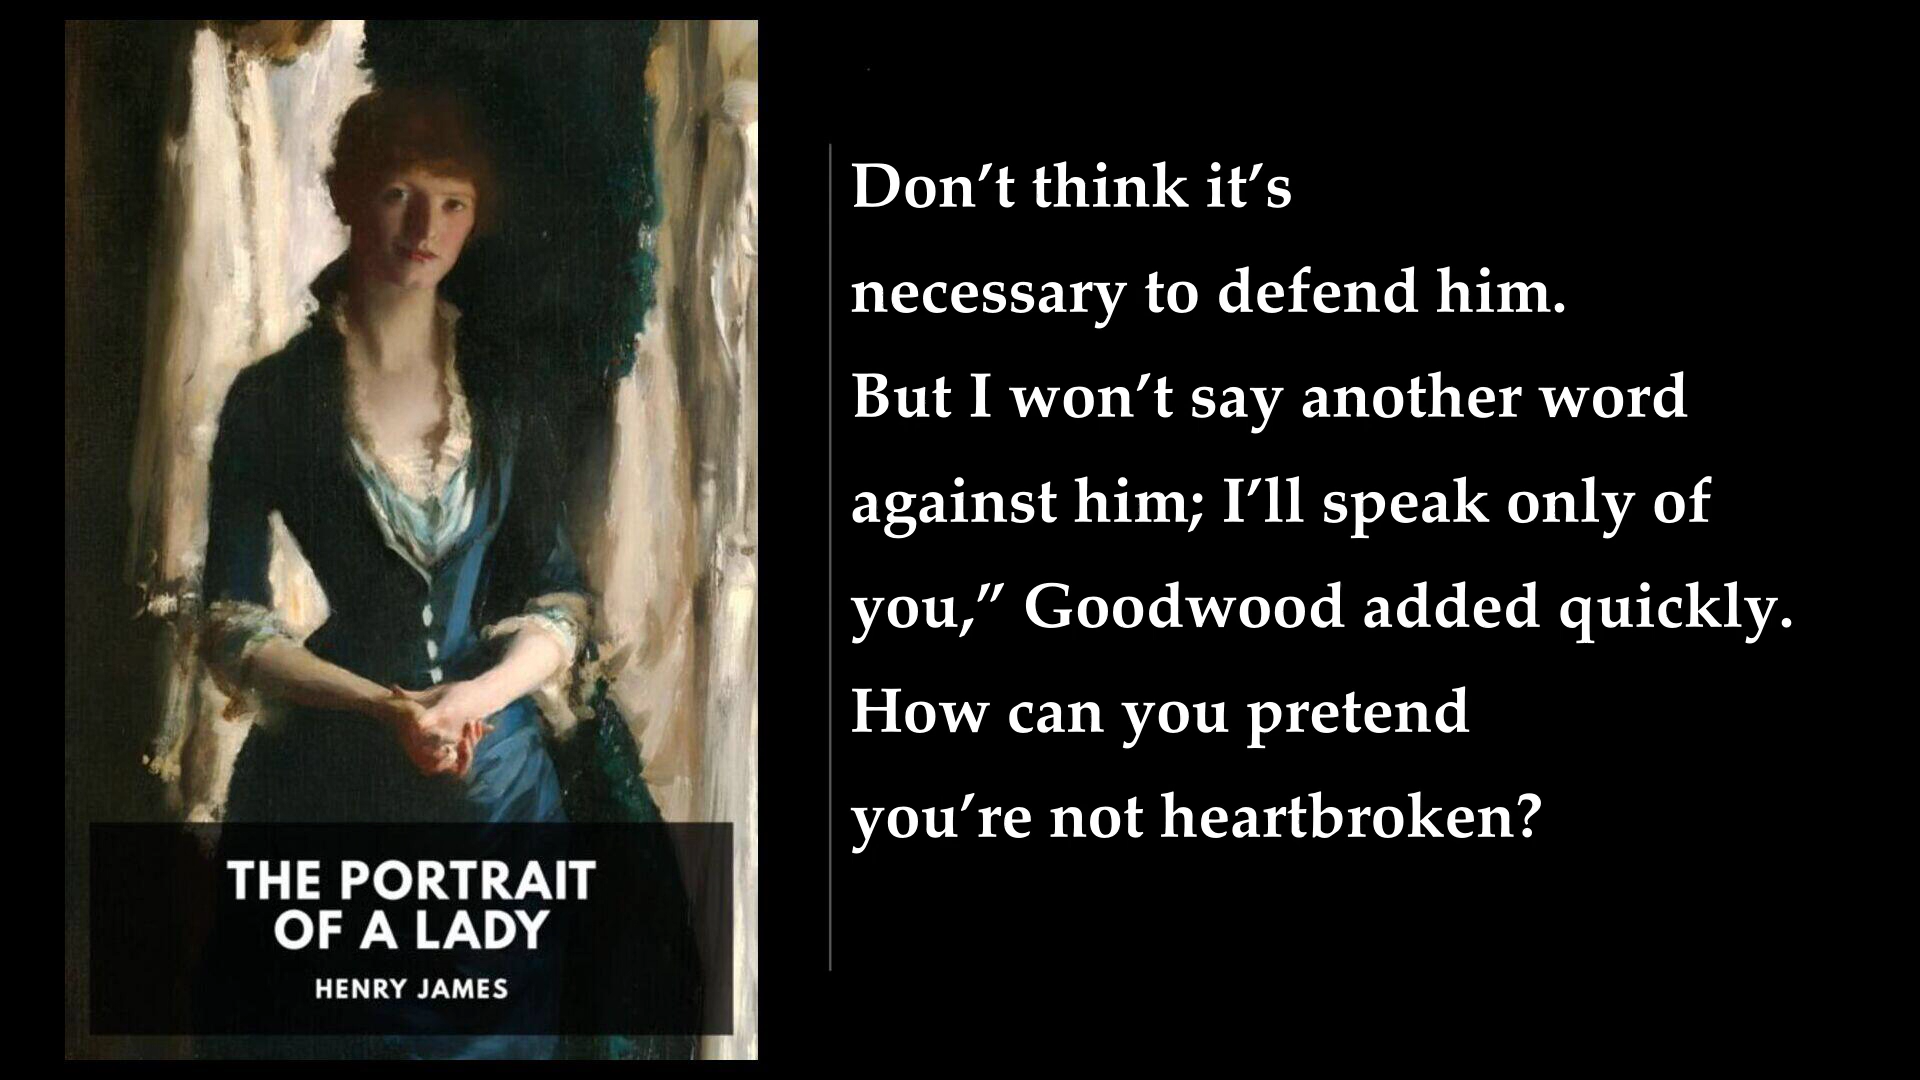 THE PORTRAIT
OF A LADY
HENRY JAMES
Don’t think it’s
necessary to defend him.
But I won’t say another word
against him; I’ll speak only of
you,” Goodwood added quickly.
How can you pretend
you’re not heartbroken?